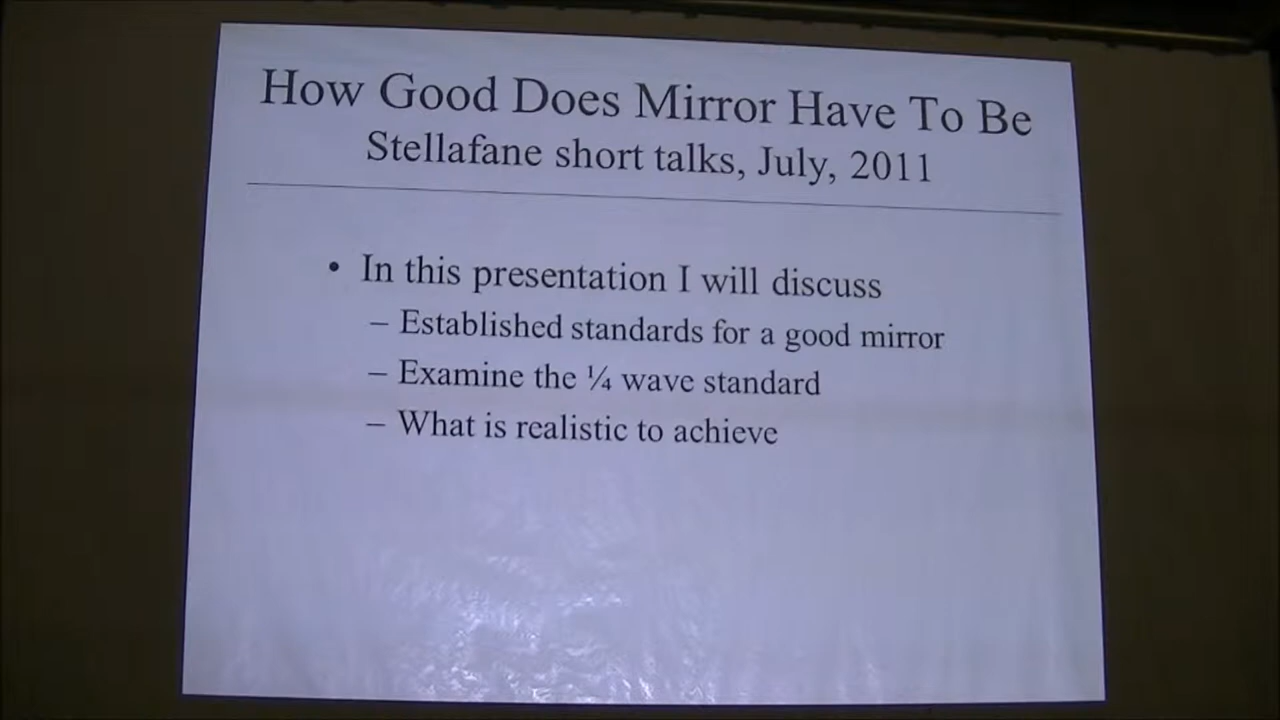 How Good Does Mirror Have To Be
Stellafane short talks, July, 2011
• In this presentation I will discuss
– Established standards for a good mirror
– Examine the ¼ wave standard
– What is realistic to achieve